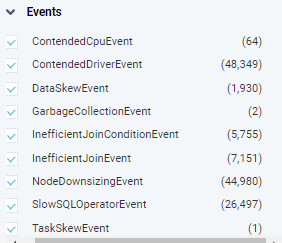 Events
ContendedCpuEvent (64)
ContendedDriverEvent (48,349)
DataSkewEvent (1,930)
GarbageCollectionEvent (2)
InefficientJoinConditionEvent (5,755)
InefficientJoinEvent (7,151)
NodeDownsizingEvent (44,980)
SlowSQLOperatorEvent (26,497)
TaskSkewEvent (1)